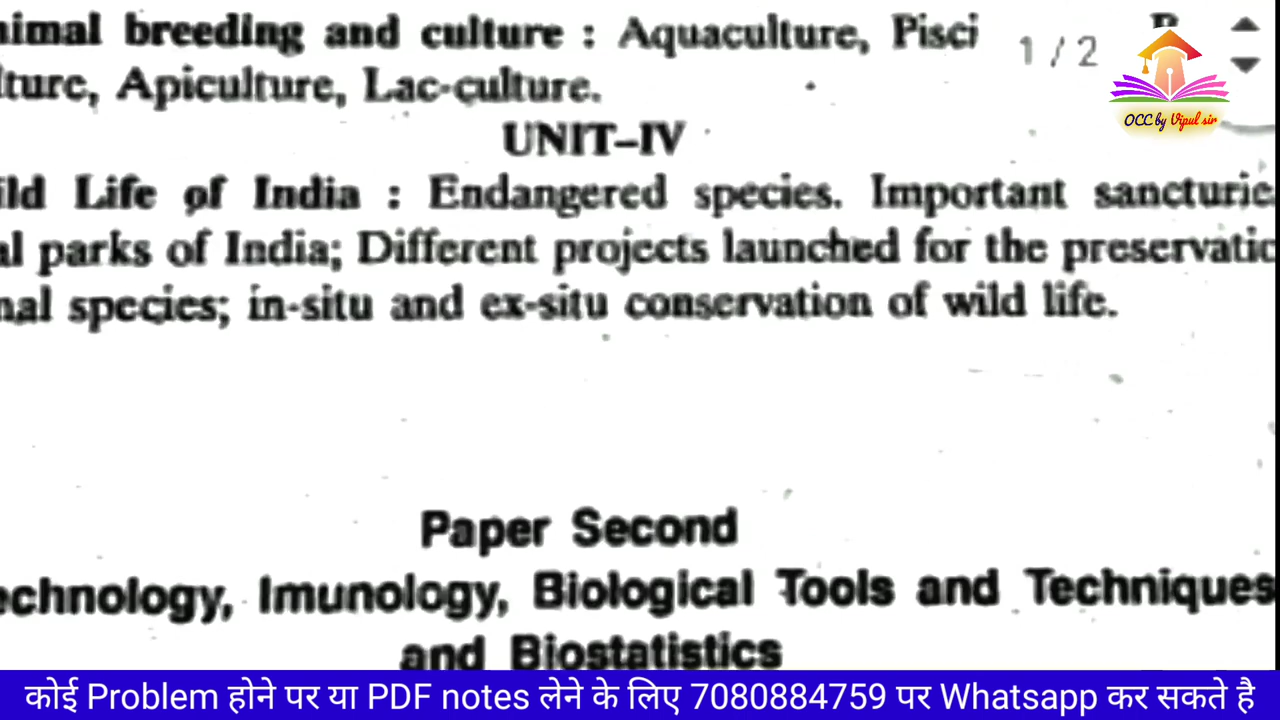 nimal breeding and culture : Aquaculture, Pisci
1 / 2
lture, Apiculture, Lac-culture.
OCC by Vipul sir
UNIT–IV
ild Life of India : Endangered species. Important sancturie
al parks of India; Different projects launched for the preservatic
nal species; in-situ and ex-situ conservation of wild life.
Paper Second
echnology, Imunology, Biological Tools and Techniques
and Biostatistics
कोई Problem होने पर या PDF notes लेने के लिए 7080884759 पर Whatsapp कर सकते है